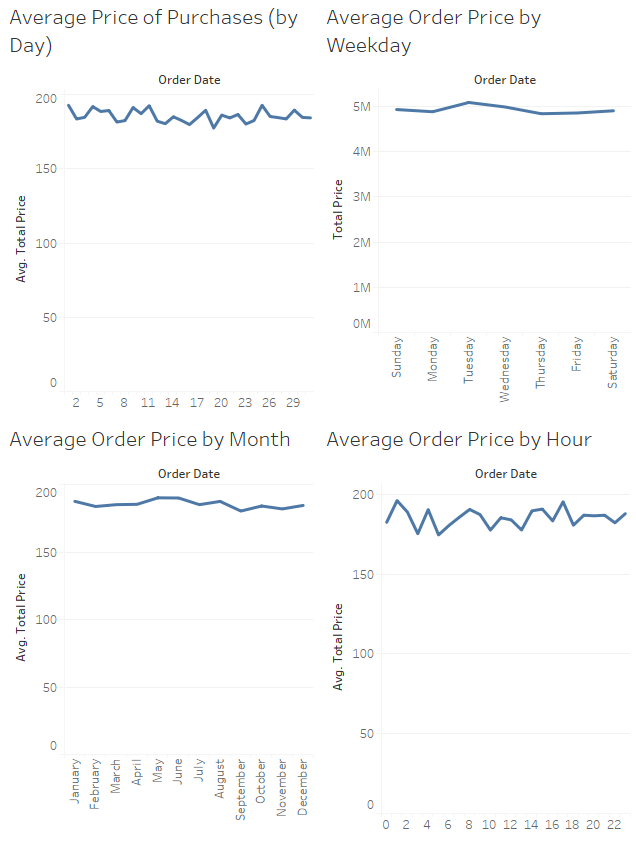 Average Price of Purchases (by
Day)
Order Date
Avg. Total Price
200
150
100
50
0
2 5 8 11 14 17 20 23 26 29
Average Order Price by
Weekday
Order Date
Total Price
5M
4M
3M
2M
1M
0M
Sunday
Monday
Tuesday
Wednesday
Thursday
Friday
Saturday
Average Order Price by Month
Order Date
Avg. Total Price
200
150
100
50
0
January
February
March
April
May
June
July
August
September
October
November
December
Average Order Price by Hour
Order Date
Avg. Total Price
200
150
100
50
0
0 2 4 6 8 10 12 14 16 18 20 22